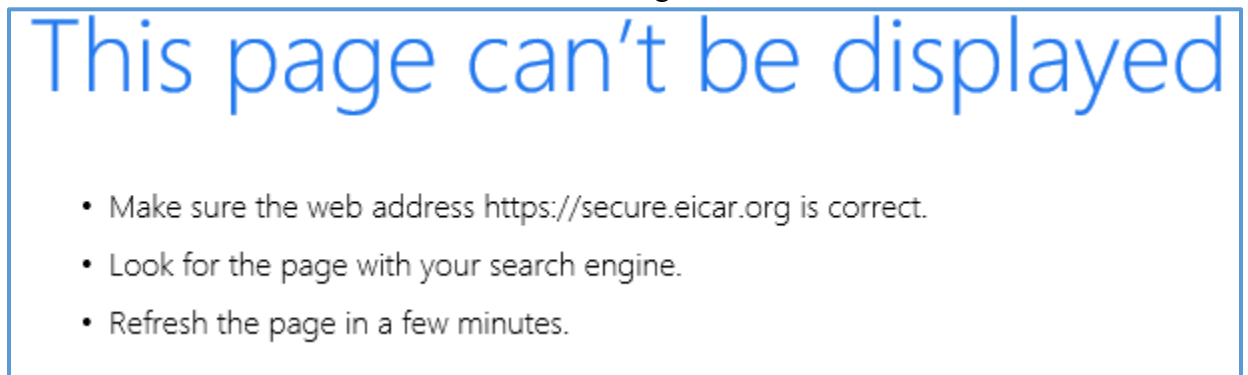 This page can't be displayed
• Make sure the web address https://secure.eicar.org is correct.
• Look for the page with your search engine.
• Refresh the page in a few minutes.